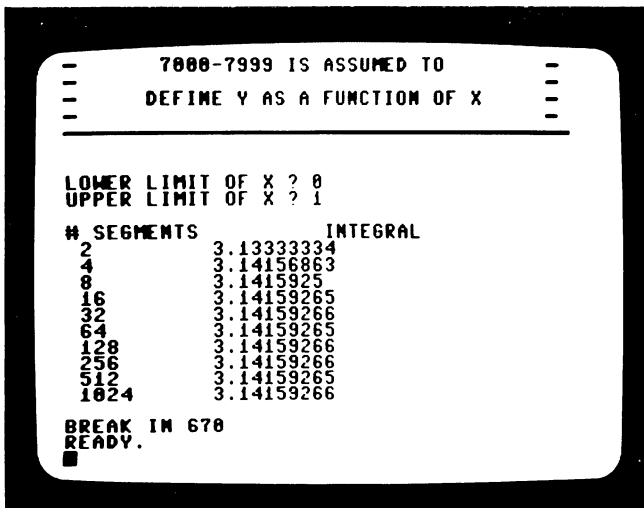 7000-7999 IS ASSUMED TO
DEFINE Y AS A FUNCTION OF X
LOWER LIMIT OF X ? 0
UPPER LIMIT OF X ? 1
# SEGMENTS INTEGRAL
2 3.13333334
4 3.14156863
8 3.1415925
16 3.14159265
32 3.14159266
64 3.14159265
128 3.14159266
256 3.14159266
512 3.14159265
1024 3.14159266
BREAK IN 670
READY.